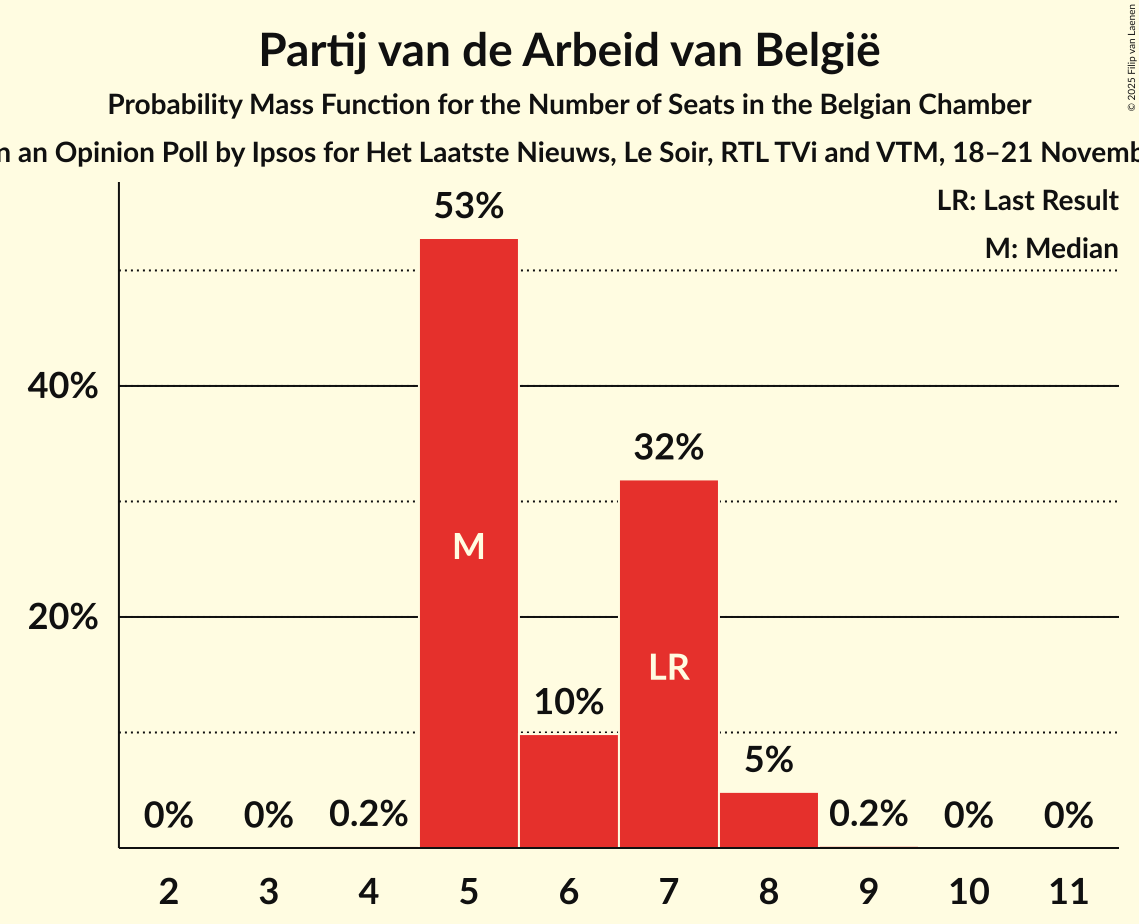 Partij van de Arbeid van België
Probability Mass Function for the Number of Seats in the Belgian Chamber
an Opinion Poll by Ipsos for Het Laatste Nieuws, Le Soir, RTL TVi and VTM, 18–21
© 2025 Filip van Laenen
LR: Last Result
M: Median
53%
40%
32%
M
20%
LR
10%
5%
0% 0% 0.2% 0.2% 0% 0%
2 3 4 5 6 7 8 9 10 11